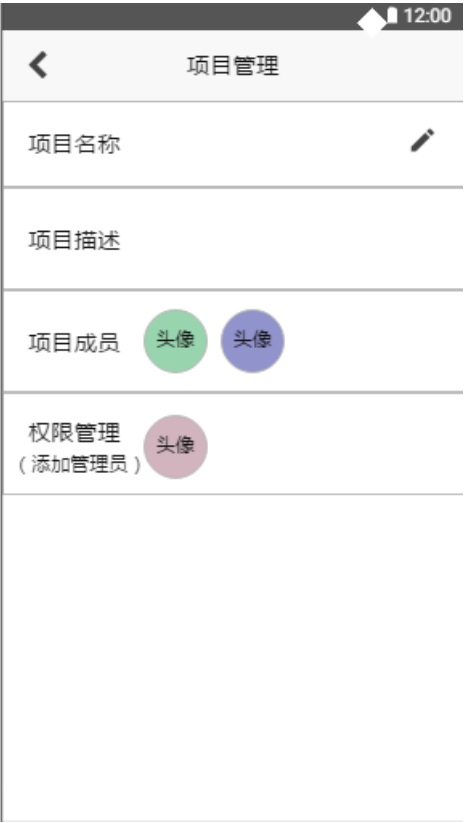 12:00
项目管理
项目名称
项目描述
项目成员 头像 头像
权限管理
（添加管理员） 头像